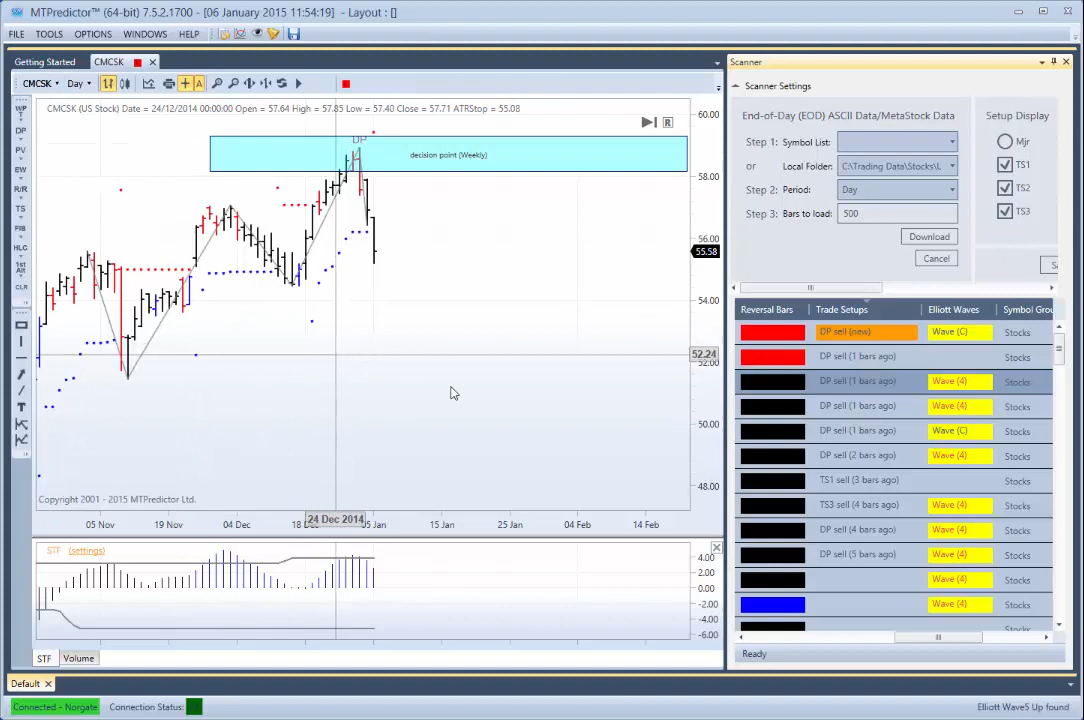 MTPredictor™ (64-bit) v. 7.5.2.1700 - [06 January 2015 11:54:19] - Layout : []
FILE TOOLS OPTIONS WINDOWS HELP
Getting Started CMCSK
CMCSK Day
CMCSK (US Stock) Date = 24/12/2014 00:00:00 Open = 57.64 High = 57.85 Low = 57.40 Close = 57.71 ATRStop = 55.08
WP
DP
PV
EW
R/R
TS
FIB
HLC
1st Alt
CLR
R
DP
decision point (Weekly)
60.00
58.00
56.00
55.58
54.00
52.24
52.00
50.00
48.00
Copyright 2001 - 2015 MTPredictor Ltd.
05 Nov 19 Nov 04 Dec 18 D 24 Dec 2014 05 Jan 15 Jan 25 Jan 04 Feb 14 Feb
STF (settings)
4.00
2.00
0.00
-2.00
-4.00
-6.00
STF Volume
Default
Connected - Norgate Connection Status: Elliott Wave5 Up found
Scanner
Scanner Settings
End-of-Day (EOD) ASCII Data/MetaStock Data
Step 1: Symbol List:
or Local Folder: C:\Trading Data\Stocks\L
Step 2: Period: Day
Step 3: Bars to load: 500
Download
Cancel
Setup Display
Mjr
TS1
TS2
TS3
Reversal Bars Trade Setups Elliott Waves Symbol Grou
DP sell (new) Wave (C) Stocks
DP sell (1 bars ago) Stocks
DP sell (1 bars ago) Wave (4) Stocks
DP sell (1 bars ago) Wave (4) Stocks
DP sell (1 bars ago) Wave (C) Stocks
DP sell (2 bars ago) Wave (4) Stocks
TS1 sell (3 bars ago) Stocks
TS3 sell (4 bars ago) Wave (4) Stocks
DP sell (4 bars ago) Wave (4) Stocks
DP sell (5 bars ago) Wave (4) Stocks
Wave (4) Stocks
Wave (4) Stocks
Ready